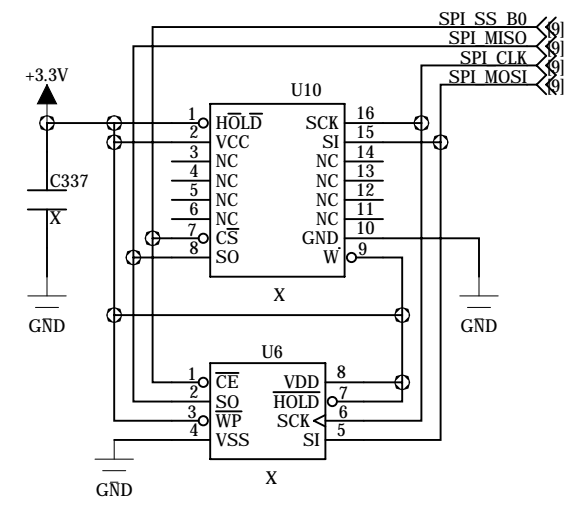 SPI_SS_B0 [9]
SPI_MISO [9]
SPI_CLK [9]
SPI_MOSI [9]
+3.3V
U10
1 HOLD SCK 16
2 VCC SI 15
3 NC NC 14
4 NC NC 13
5 NC NC 12
6 NC NC 11
7 CS GND 10
8 SO W 9
X
C337
X
GND
GND
U6
1 CE VDD 8
2 SO HOLD 7
3 WP SCK 6
4 VSS SI 5
X
GND